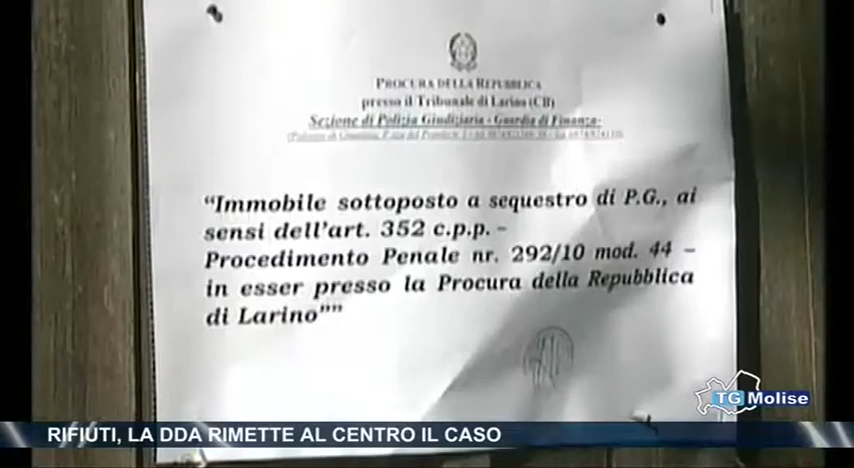 PROCURA DELLA REPUBBLICA
presso il Tribunale di Larino (CB)
Sezione di Polizia Giudiziaria - Guardia di Finanza-
“Immobile sottoposto a sequestro di P.G., ai
sensi dell’art. 352 c.p.p. –
Procedimento Penale nr. 292/10 mod. 44 –
in esser presso la Procura della Repubblica
di Larino””
TG Molise
RIFIUTI, LA DDA RIMETTE AL CENTRO IL CASO